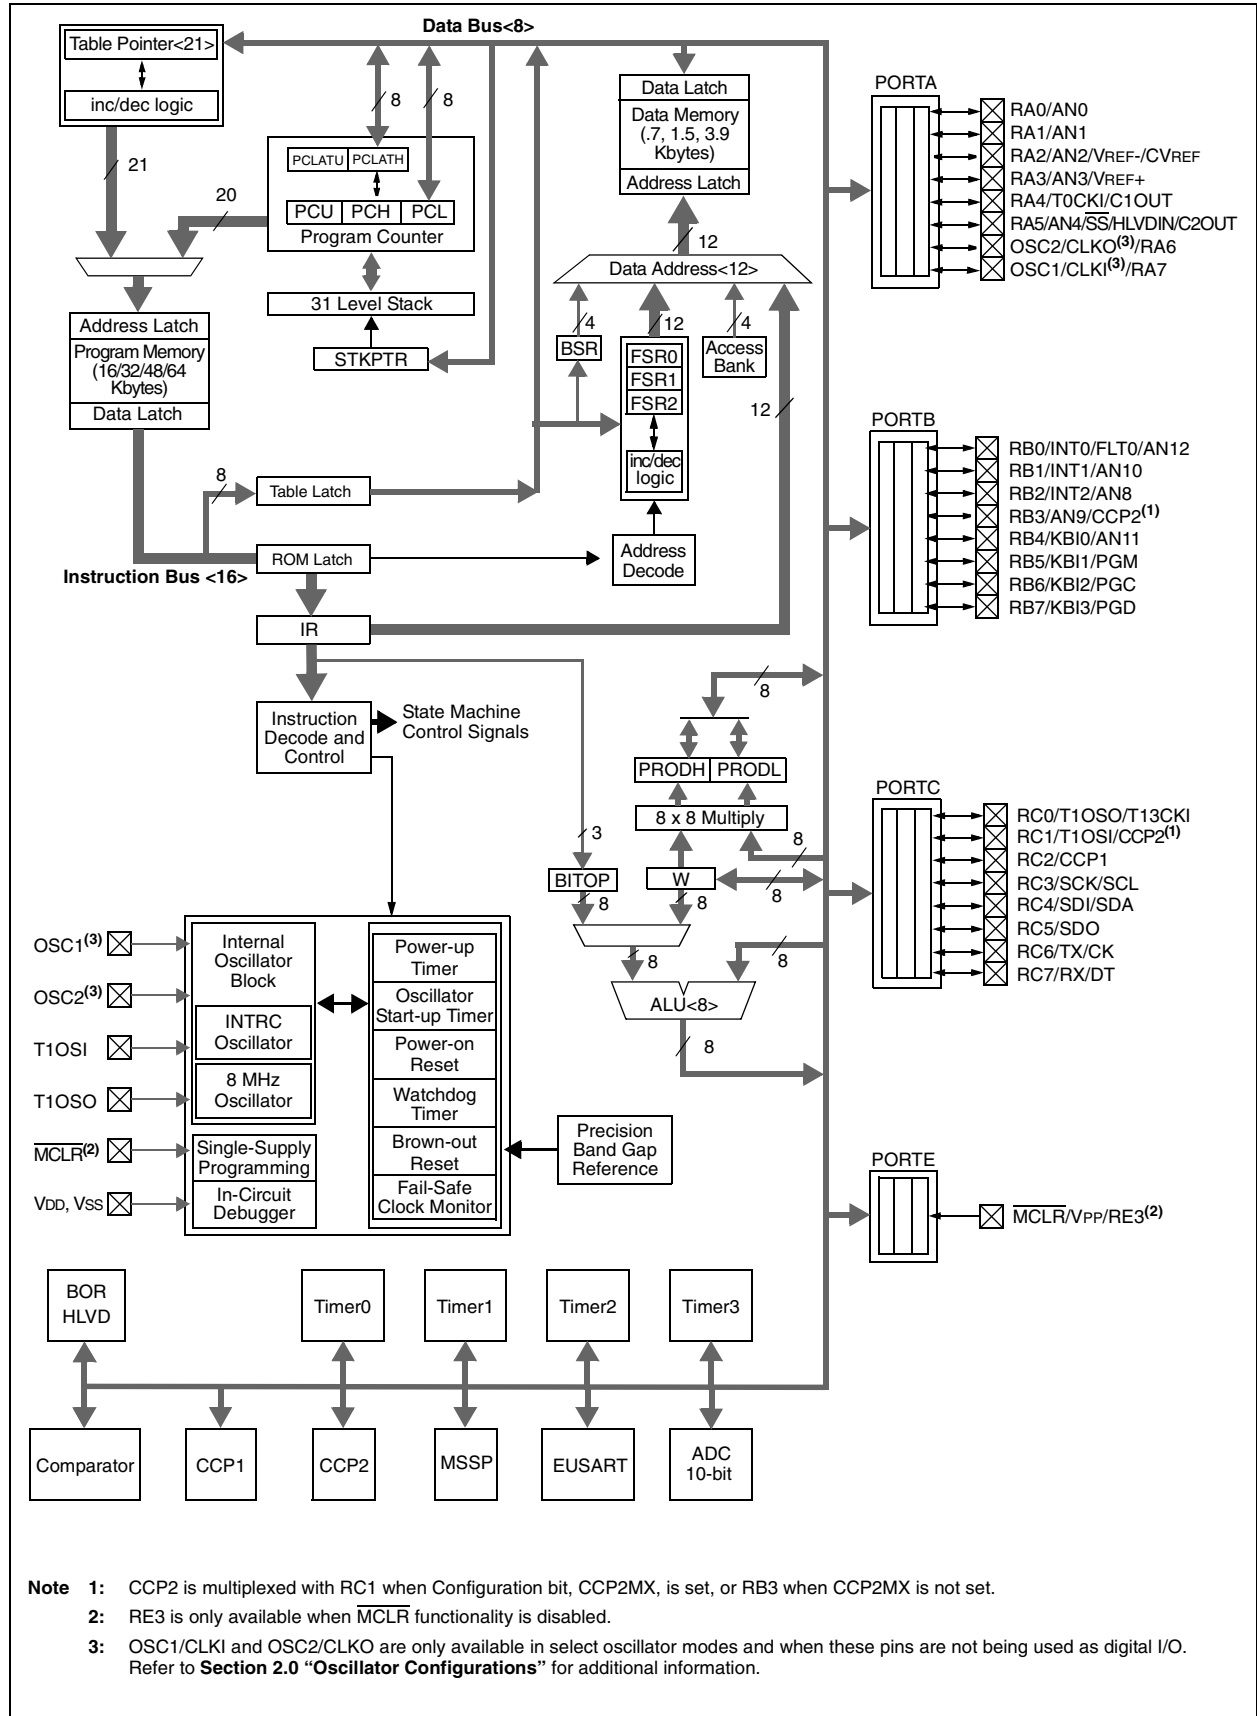 Data Bus<8>
Table Pointer<21>
inc/dec logic
21
20
8
8
PCLATU
PCLATH
PCU
PCH
PCL
Program Counter
31 Level Stack
STKPTR
Data Latch
Data Memory
(.7, 1.5, 3.9
Kbytes)
Address Latch
12
Data Address<12>
4
12
4
BSR
FSR0
FSR1
FSR2
inc/dec
logic
Access
Bank
12
Address
Decode
Address Latch
Program Memory
(16/32/48/64
Kbytes)
Data Latch
8
Table Latch
ROM Latch
Instruction Bus <16>
IR
Instruction
Decode and
Control
State Machine
Control Signals
8
PRODH
PRODL
8 x 8 Multiply
3
8
BITOP
W
8
8
8
8
8
ALU<8>
8
PORTA
RA0/AN0
RA1/AN1
RA2/AN2/VREF-/CVREF
RA3/AN3/VREF+
RA4/T0CKI/C1OUT
RA5/AN4/SS/HLVDIN/C2OUT
OSC2/CLKO(3)/RA6
OSC1/CLKI(3)/RA7
PORTB
RB0/INT0/FLT0/AN12
RB1/INT1/AN10
RB2/INT2/AN8
RB3/AN9/CCP2(1)
RB4/KBI0/AN11
RB5/KBI1/PGM
RB6/KBI2/PGC
RB7/KBI3/PGD
PORTC
RC0/T1OSO/T13CKI
RC1/T1OSI/CCP2(1)
RC2/CCP1
RC3/SCK/SCL
RC4/SDI/SDA
RC5/SDO
RC6/TX/CK
RC7/RX/DT
PORTE
MCLR/VPP/RE3(2)
OSC1(3)
OSC2(3)
T1OSI
T1OSO
MCLR(2)
VDD, VSS
Internal
Oscillator
Block
INTRC
Oscillator
8 MHz
Oscillator
Single-Supply
Programming
In-Circuit
Debugger
Power-up
Timer
Oscillator
Start-up Timer
Power-on
Reset
Watchdog
Timer
Brown-out
Reset
Fail-Safe
Clock Monitor
Precision
Band Gap
Reference
BOR
HLVD
Timer0
Timer1
Timer2
Timer3
Comparator
CCP1
CCP2
MSSP
EUSART
ADC
10-bit
Note 1: CCP2 is multiplexed with RC1 when Configuration bit, CCP2MX, is set, or RB3 when CCP2MX is not set.
2: RE3 is only available when MCLR functionality is disabled.
3: OSC1/CLKI and OSC2/CLKO are only available in select oscillator modes and when these pins are not being used as digital I/O.
Refer to Section 2.0 “Oscillator Configurations” for additional information.